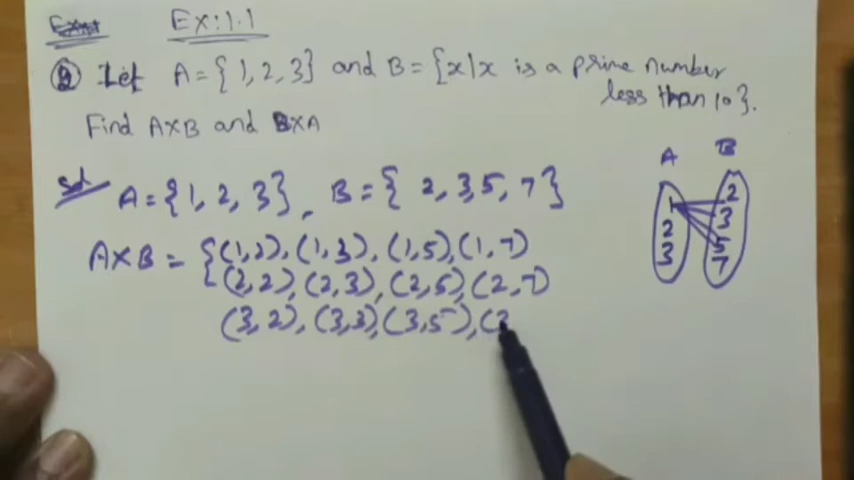 Ex:1.1
② Let A = {1, 2, 3} and B = {x|x is a prime number
less than 10}.
Find A×B and B×A
Sol
A = {1, 2, 3}, B = { 2, 3, 5, 7 }
A×B = {(1,2), (1,3), (1,5), (1,7)
(2,2), (2,3), (2,5), (2,7)
(3,2), (3,3), (3,5), (3
A B
1 2
2 3
3 5
7